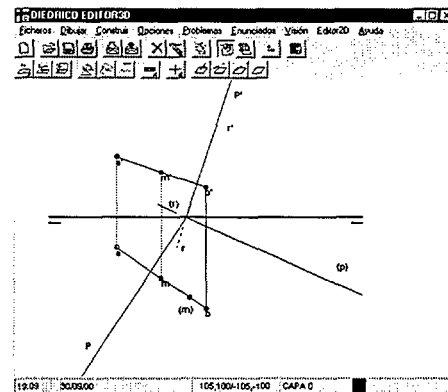 DIEDRICO EDITOR3D
Ficheros Dibujar Construir Opciones Problemas Enunciados Visión Editor2D Ayuda
p'
r'
m'
(r)
r
(p)
m
(m)
p
19:09 30/09/00 105,100/-105,-100 CAPA 0